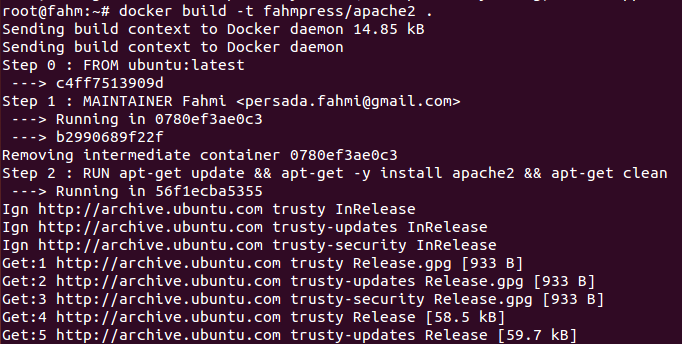 root@fahm:~# docker build -t fahmpress/apache2 .
Sending build context to Docker daemon 14.85 kB
Sending build context to Docker daemon
Step 0 : FROM ubuntu:latest
 ---> c4ff7513909d
Step 1 : MAINTAINER Fahmi <persada.fahmi@gmail.com>
 ---> Running in 0780ef3ae0c3
 ---> b2990689f22f
Removing intermediate container 0780ef3ae0c3
Step 2 : RUN apt-get update && apt-get -y install apache2 && apt-get clean
 ---> Running in 56f1ecba5355
Ign http://archive.ubuntu.com trusty InRelease
Ign http://archive.ubuntu.com trusty-updates InRelease
Ign http://archive.ubuntu.com trusty-security InRelease
Get:1 http://archive.ubuntu.com trusty Release.gpg [933 B]
Get:2 http://archive.ubuntu.com trusty-updates Release.gpg [933 B]
Get:3 http://archive.ubuntu.com trusty-security Release.gpg [933 B]
Get:4 http://archive.ubuntu.com trusty Release [58.5 kB]
Get:5 http://archive.ubuntu.com trusty-updates Release [59.7 kB]